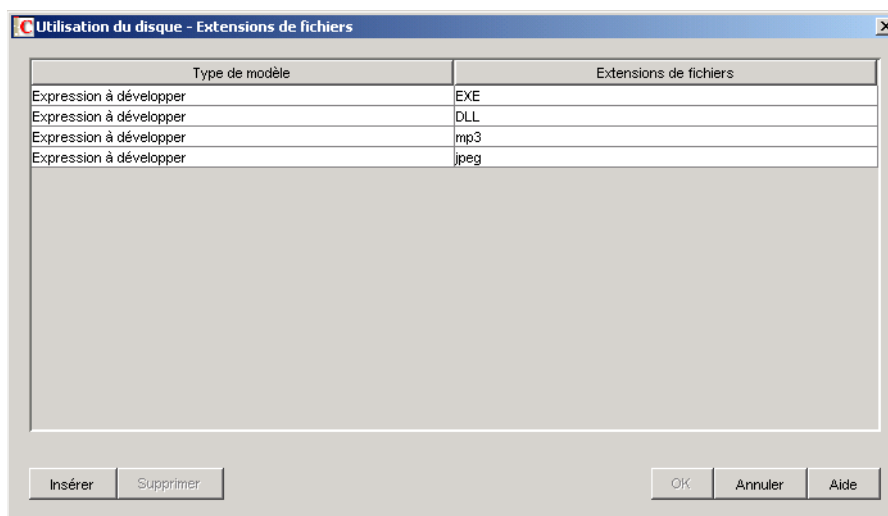 Utilisation du disque - Extensions de fichiers
Type de modèle Extensions de fichiers
Expression à développer EXE
Expression à développer DLL
Expression à développer mp3
Expression à développer jpeg
Insérer Supprimer OK Annuler Aide